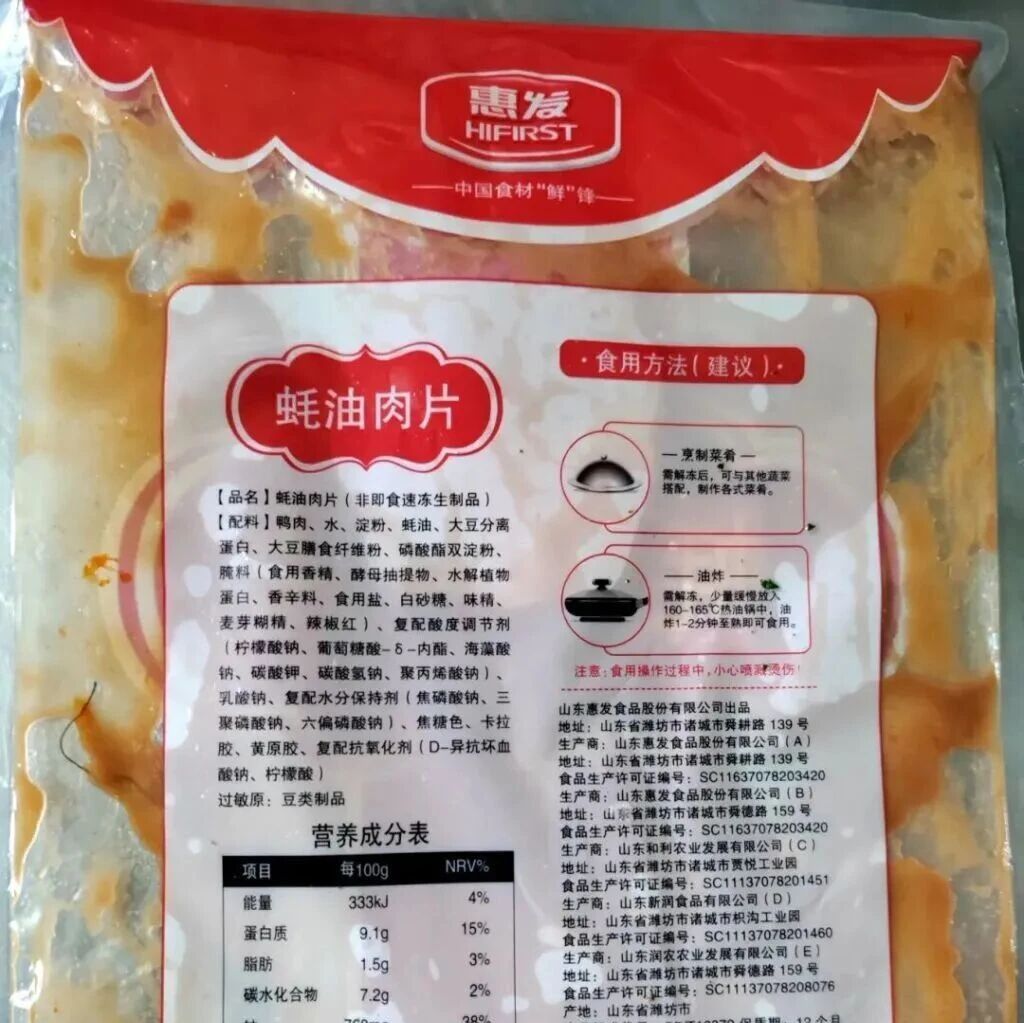 惠发
HIFIRST
中国食材"鲜"锋
蚝油肉片
【品名】蚝油肉片(非即食速冻生制品)
【配料】鸭肉、水、淀粉、蚝油、大豆分离
蛋白、大豆膳食纤维粉、磷酸酯双淀粉、
腌料(食用香精、酵母抽提物、水解植物
蛋白、香辛料、食用盐、白砂糖、味精、
麦芽糊精、辣椒红)、复配酸度调节剂
(柠檬酸钠、葡萄糖酸-δ-内酯、海藻酸
钠、碳酸钾、碳酸氢钠、聚丙烯酸钠)、
乳酸钠、复配水分保持剂(焦磷酸钠、三
聚磷酸钠、六偏磷酸钠)、焦糖色、卡拉
胶、黄原胶、复配抗氧化剂(D-异抗坏血
酸钠、柠檬酸)
过敏原：豆类制品
营养成分表
项目 每100g NRV%
能量 333kJ 4%
蛋白质 9.1g 15%
脂肪 1.5g 3%
碳水化合物 7.2g 2%
38%
·食用方法(建议)·
烹制菜肴
需解冻后，可与其他蔬菜
搭配，制作各式菜肴。
油炸
需解冻，少量缓慢放入
160-165℃热油锅中，油
炸1-2分钟至熟即可食用。
注意：食用操作过程中，小心喷溅烫伤!
山东惠发食品股份有限公司出品
地址：山东省潍坊市诸城市舜耕路 139 号
生产商：山东惠发食品股份有限公司(A)
地址：山东省潍坊市诸城市舜耕路 139 号
食品生产许可证编号：SC11637078203420
生产商：山东惠发食品股份有限公司(B)
地址：山东省潍坊市诸城市舜德路 159 号
食品生产许可证编号：SC11637078203420
生产商：山东和利农业发展有限公司(C)
地址：山东省潍坊市诸城市贾悦工业园
食品生产许可证编号：SC11137078201451
生产商：山东新润食品有限公司(D)
地址：山东省潍坊市诸城市枳沟工业园
食品生产许可证编号：SC11137078201460
生产商：山东润农农业发展有限公司(E)
地址：山东省潍坊市诸城市舜德路 159 号
食品生产许可证编号：SC11137078208076
产地：山东省潍坊市